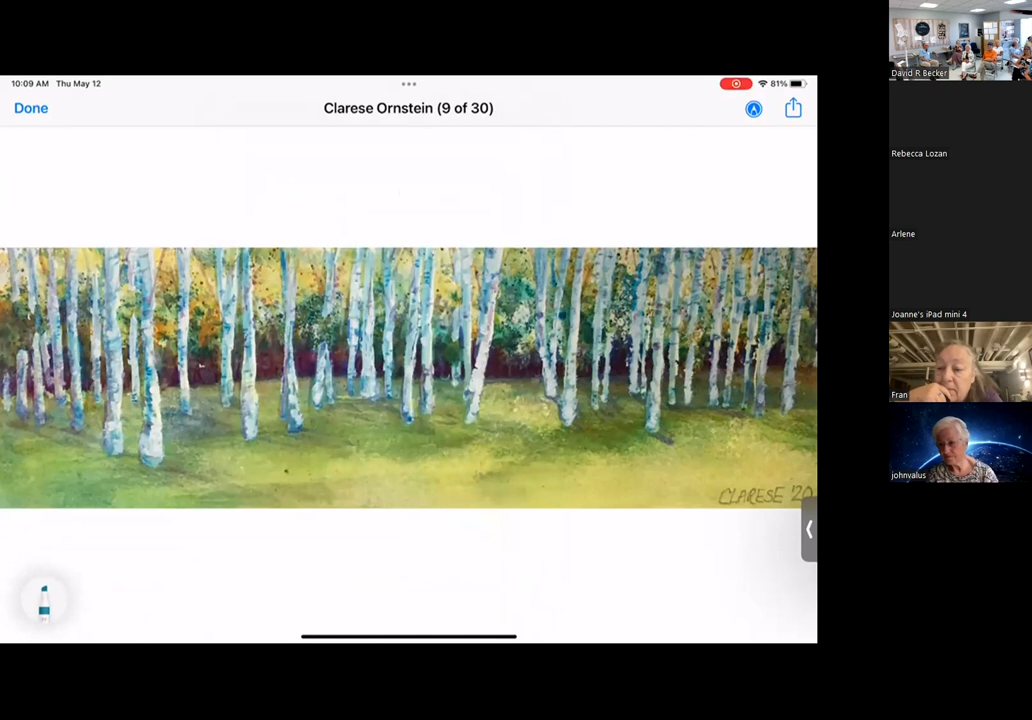 10:09 AM Thu May 12
81%
Done
Clarese Ornstein (9 of 30)
CLARESE '20
David R Becker
Rebecca Lozan
Arlene
Joanne's iPad mini 4
Fran
johnvalus